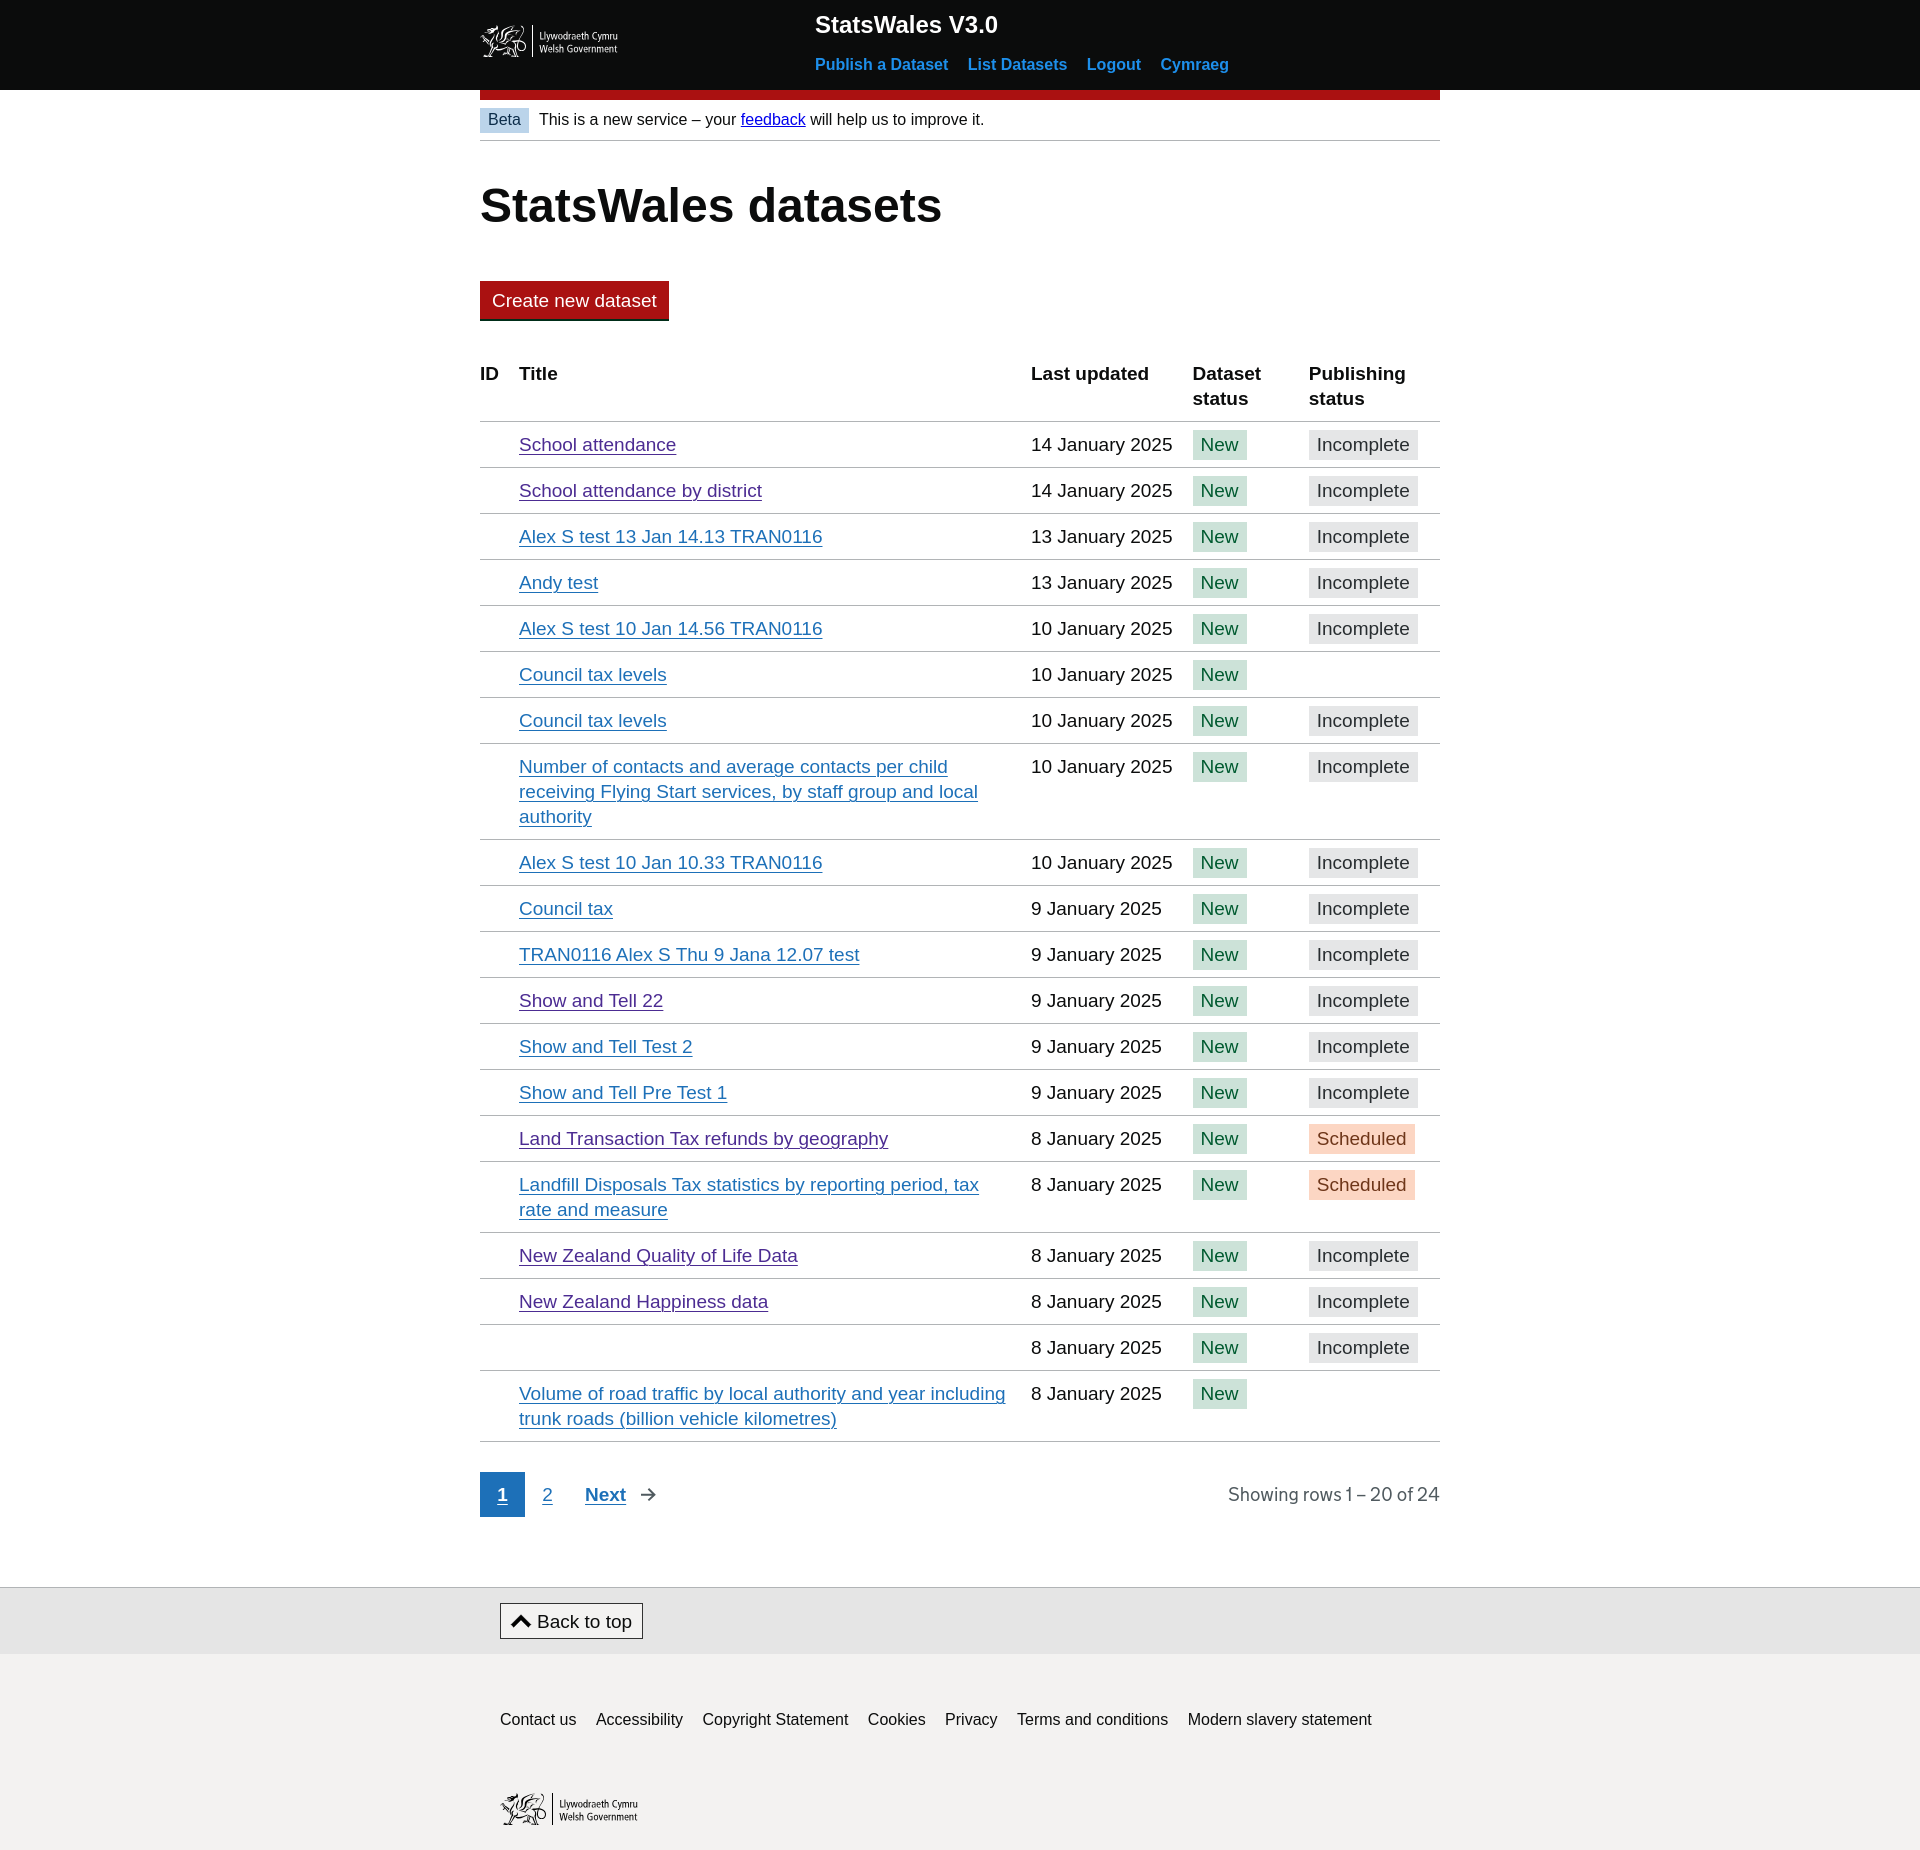 Llywodraeth Cymru
Welsh Government
StatsWales V3.0
Publish a Dataset List Datasets Logout Cymraeg
Beta This is a new service – your feedback will help us to improve it.
StatsWales datasets
Create new dataset
ID Title Last updated Dataset status Publishing status
School attendance 14 January 2025 New Incomplete
School attendance by district 14 January 2025 New Incomplete
Alex S test 13 Jan 14.13 TRAN0116 13 January 2025 New Incomplete
Andy test 13 January 2025 New Incomplete
Alex S test 10 Jan 14.56 TRAN0116 10 January 2025 New Incomplete
Council tax levels 10 January 2025 New
Council tax levels 10 January 2025 New Incomplete
Number of contacts and average contacts per child 10 January 2025 New Incomplete
receiving Flying Start services, by staff group and local
authority
Alex S test 10 Jan 10.33 TRAN0116 10 January 2025 New Incomplete
Council tax 9 January 2025 New Incomplete
TRAN0116 Alex S Thu 9 Jana 12.07 test 9 January 2025 New Incomplete
Show and Tell 22 9 January 2025 New Incomplete
Show and Tell Test 2 9 January 2025 New Incomplete
Show and Tell Pre Test 1 9 January 2025 New Incomplete
Land Transaction Tax refunds by geography 8 January 2025 New Scheduled
Landfill Disposals Tax statistics by reporting period, tax 8 January 2025 New Scheduled
rate and measure
New Zealand Quality of Life Data 8 January 2025 New Incomplete
New Zealand Happiness data 8 January 2025 New Incomplete
8 January 2025 New Incomplete
Volume of road traffic by local authority and year including 8 January 2025 New
trunk roads (billion vehicle kilometres)
1 2 Next → Showing rows 1 – 20 of 24
Back to top
Contact us Accessibility Copyright Statement Cookies Privacy Terms and conditions Modern slavery statement
Llywodraeth Cymru
Welsh Government